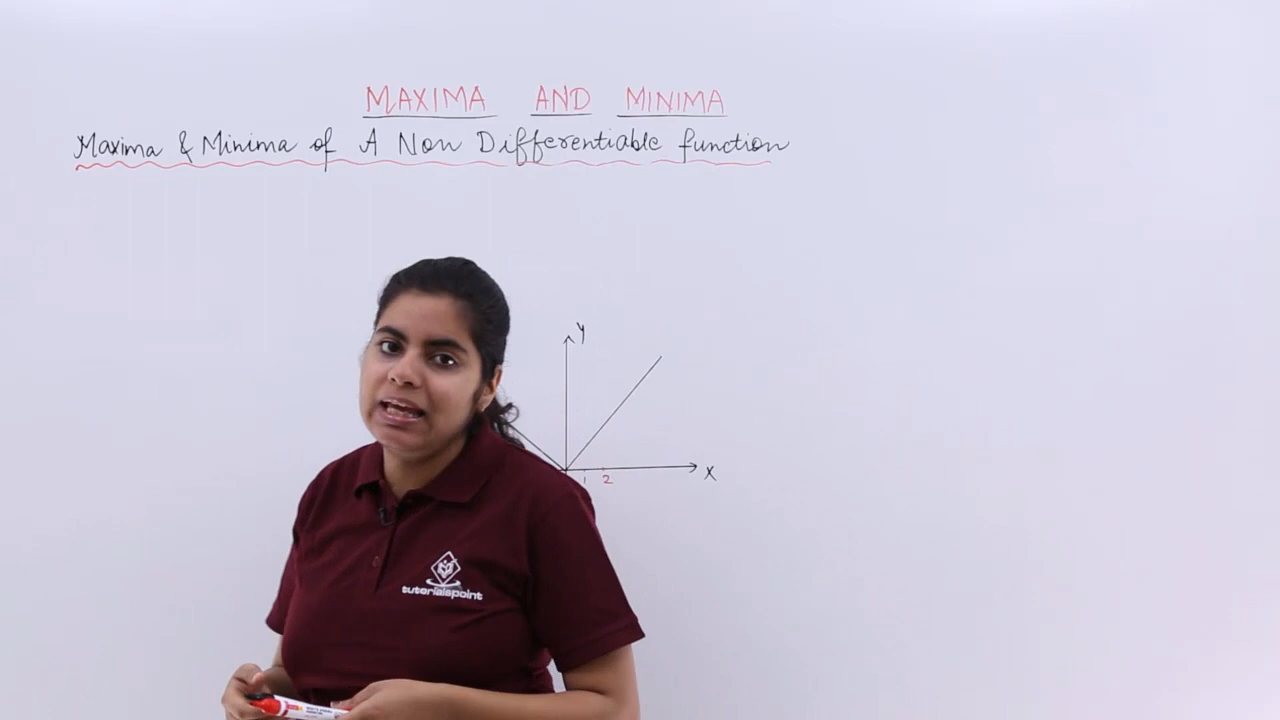 MAXIMA AND MINIMA
Maxima & Minima of A Non Differentiable function
y
1 2 X
tutorialspoint